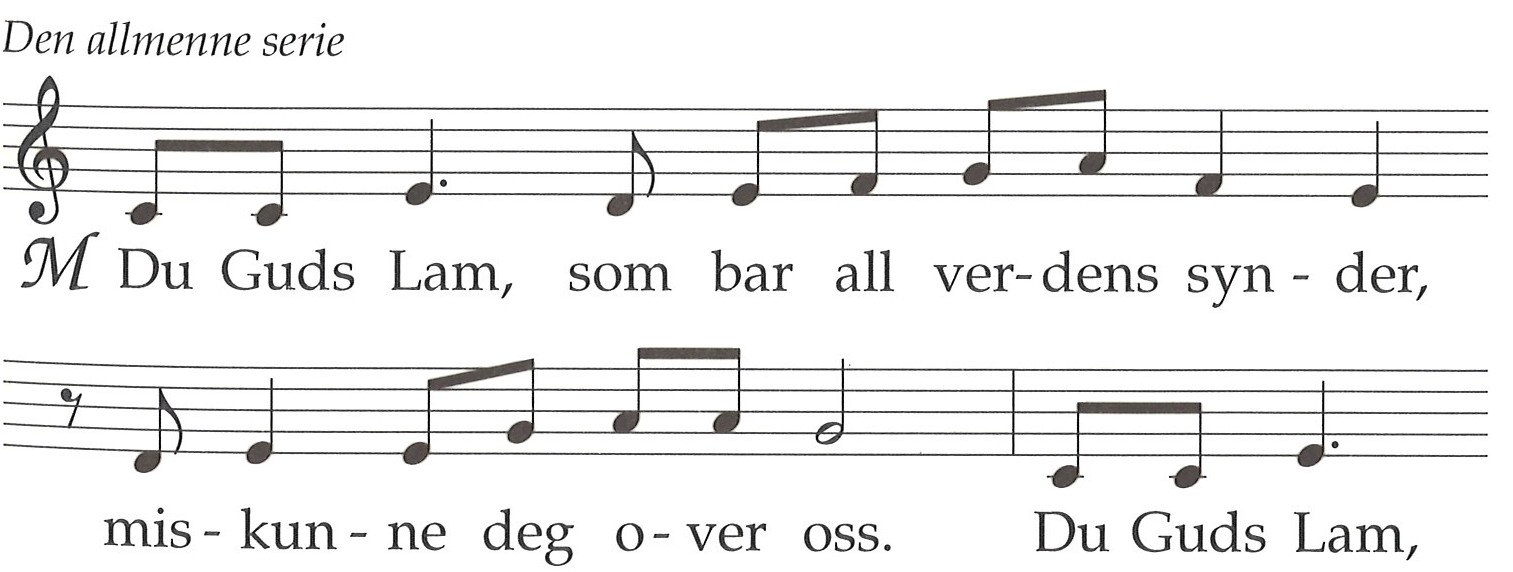 Den allmenne serie
M Du Guds Lam, som bar all ver-dens syn - der,
mis - kun - ne deg o - ver oss. Du Guds Lam,